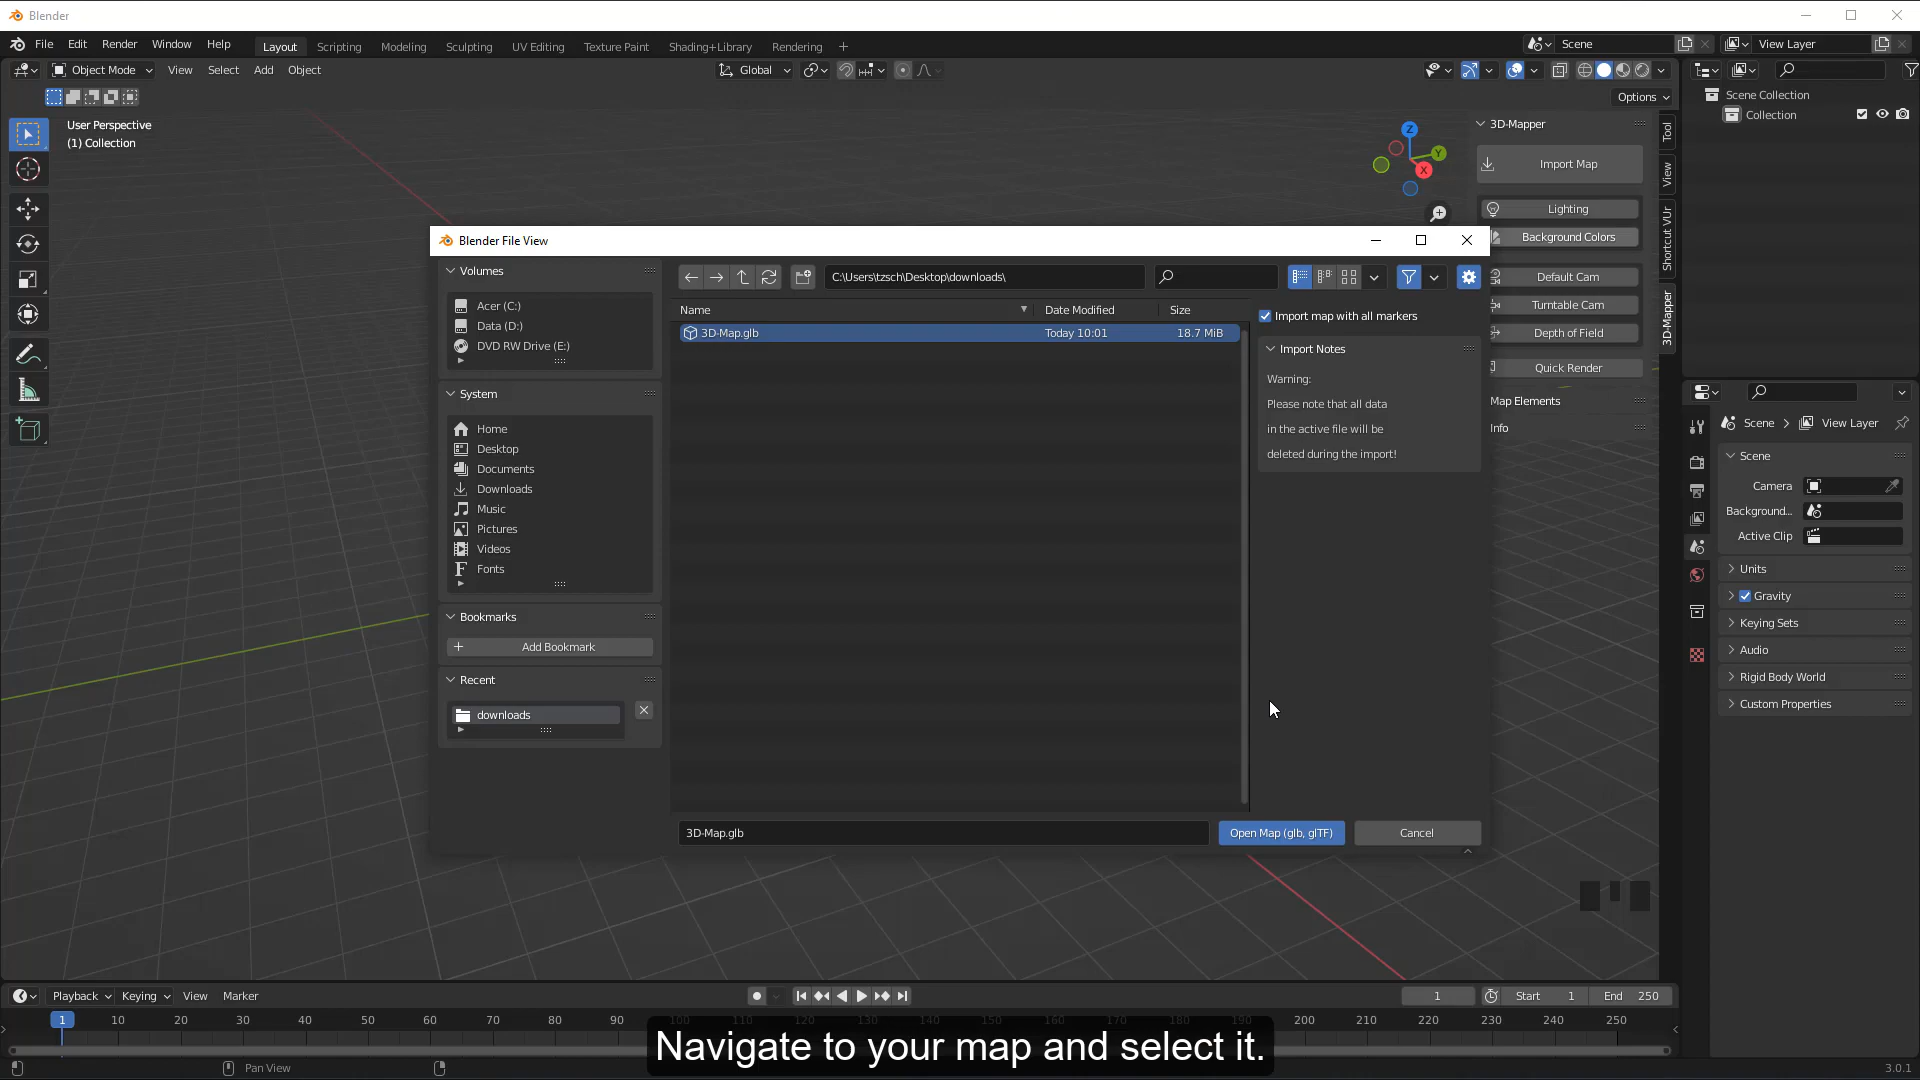 Blender
File Edit Render Window Help Layout Scripting Modeling Sculpting UV Editing Texture Paint Shading+Library Rendering + Scene View Layer
Object Mode View Select Add Object Global
Options
User Perspective
(1) Collection
Z
Y
X
3D-Mapper
Import Map
Lighting
Background Colors
Default Cam
Turntable Cam
Depth of Field
Quick Render
Map Elements
Info
Tool
View
Shortcut VUr
3D-Mapper
Scene Collection
Collection
Blender File View
Volumes
Acer (C:)
Data (D:)
DVD RW Drive (E:)
System
Home
Desktop
Documents
Downloads
Music
Pictures
Videos
Fonts
Bookmarks
Add Bookmark
Recent
downloads
C:\Users\tzsch\Desktop\downloads\
Name Date Modified Size
3D-Map.glb Today 10:01 18.7 MiB
Import map with all markers
Import Notes
Warning:
Please note that all data
in the active file will be
deleted during the import!
3D-Map.glb Open Map (glb, glTF) Cancel
Scene > View Layer
Scene
Camera
Background...
Active Clip
Units
Gravity
Keying Sets
Audio
Rigid Body World
Custom Properties
Playback Keying View Marker 1 Start 1 End 250
1 10 20 30 40 50 60 70 80 90 100 110 120 130 140 150 160 170 180 190 200 210 220 230 240 250
Navigate to your map and select it.
Pan View 3.0.1